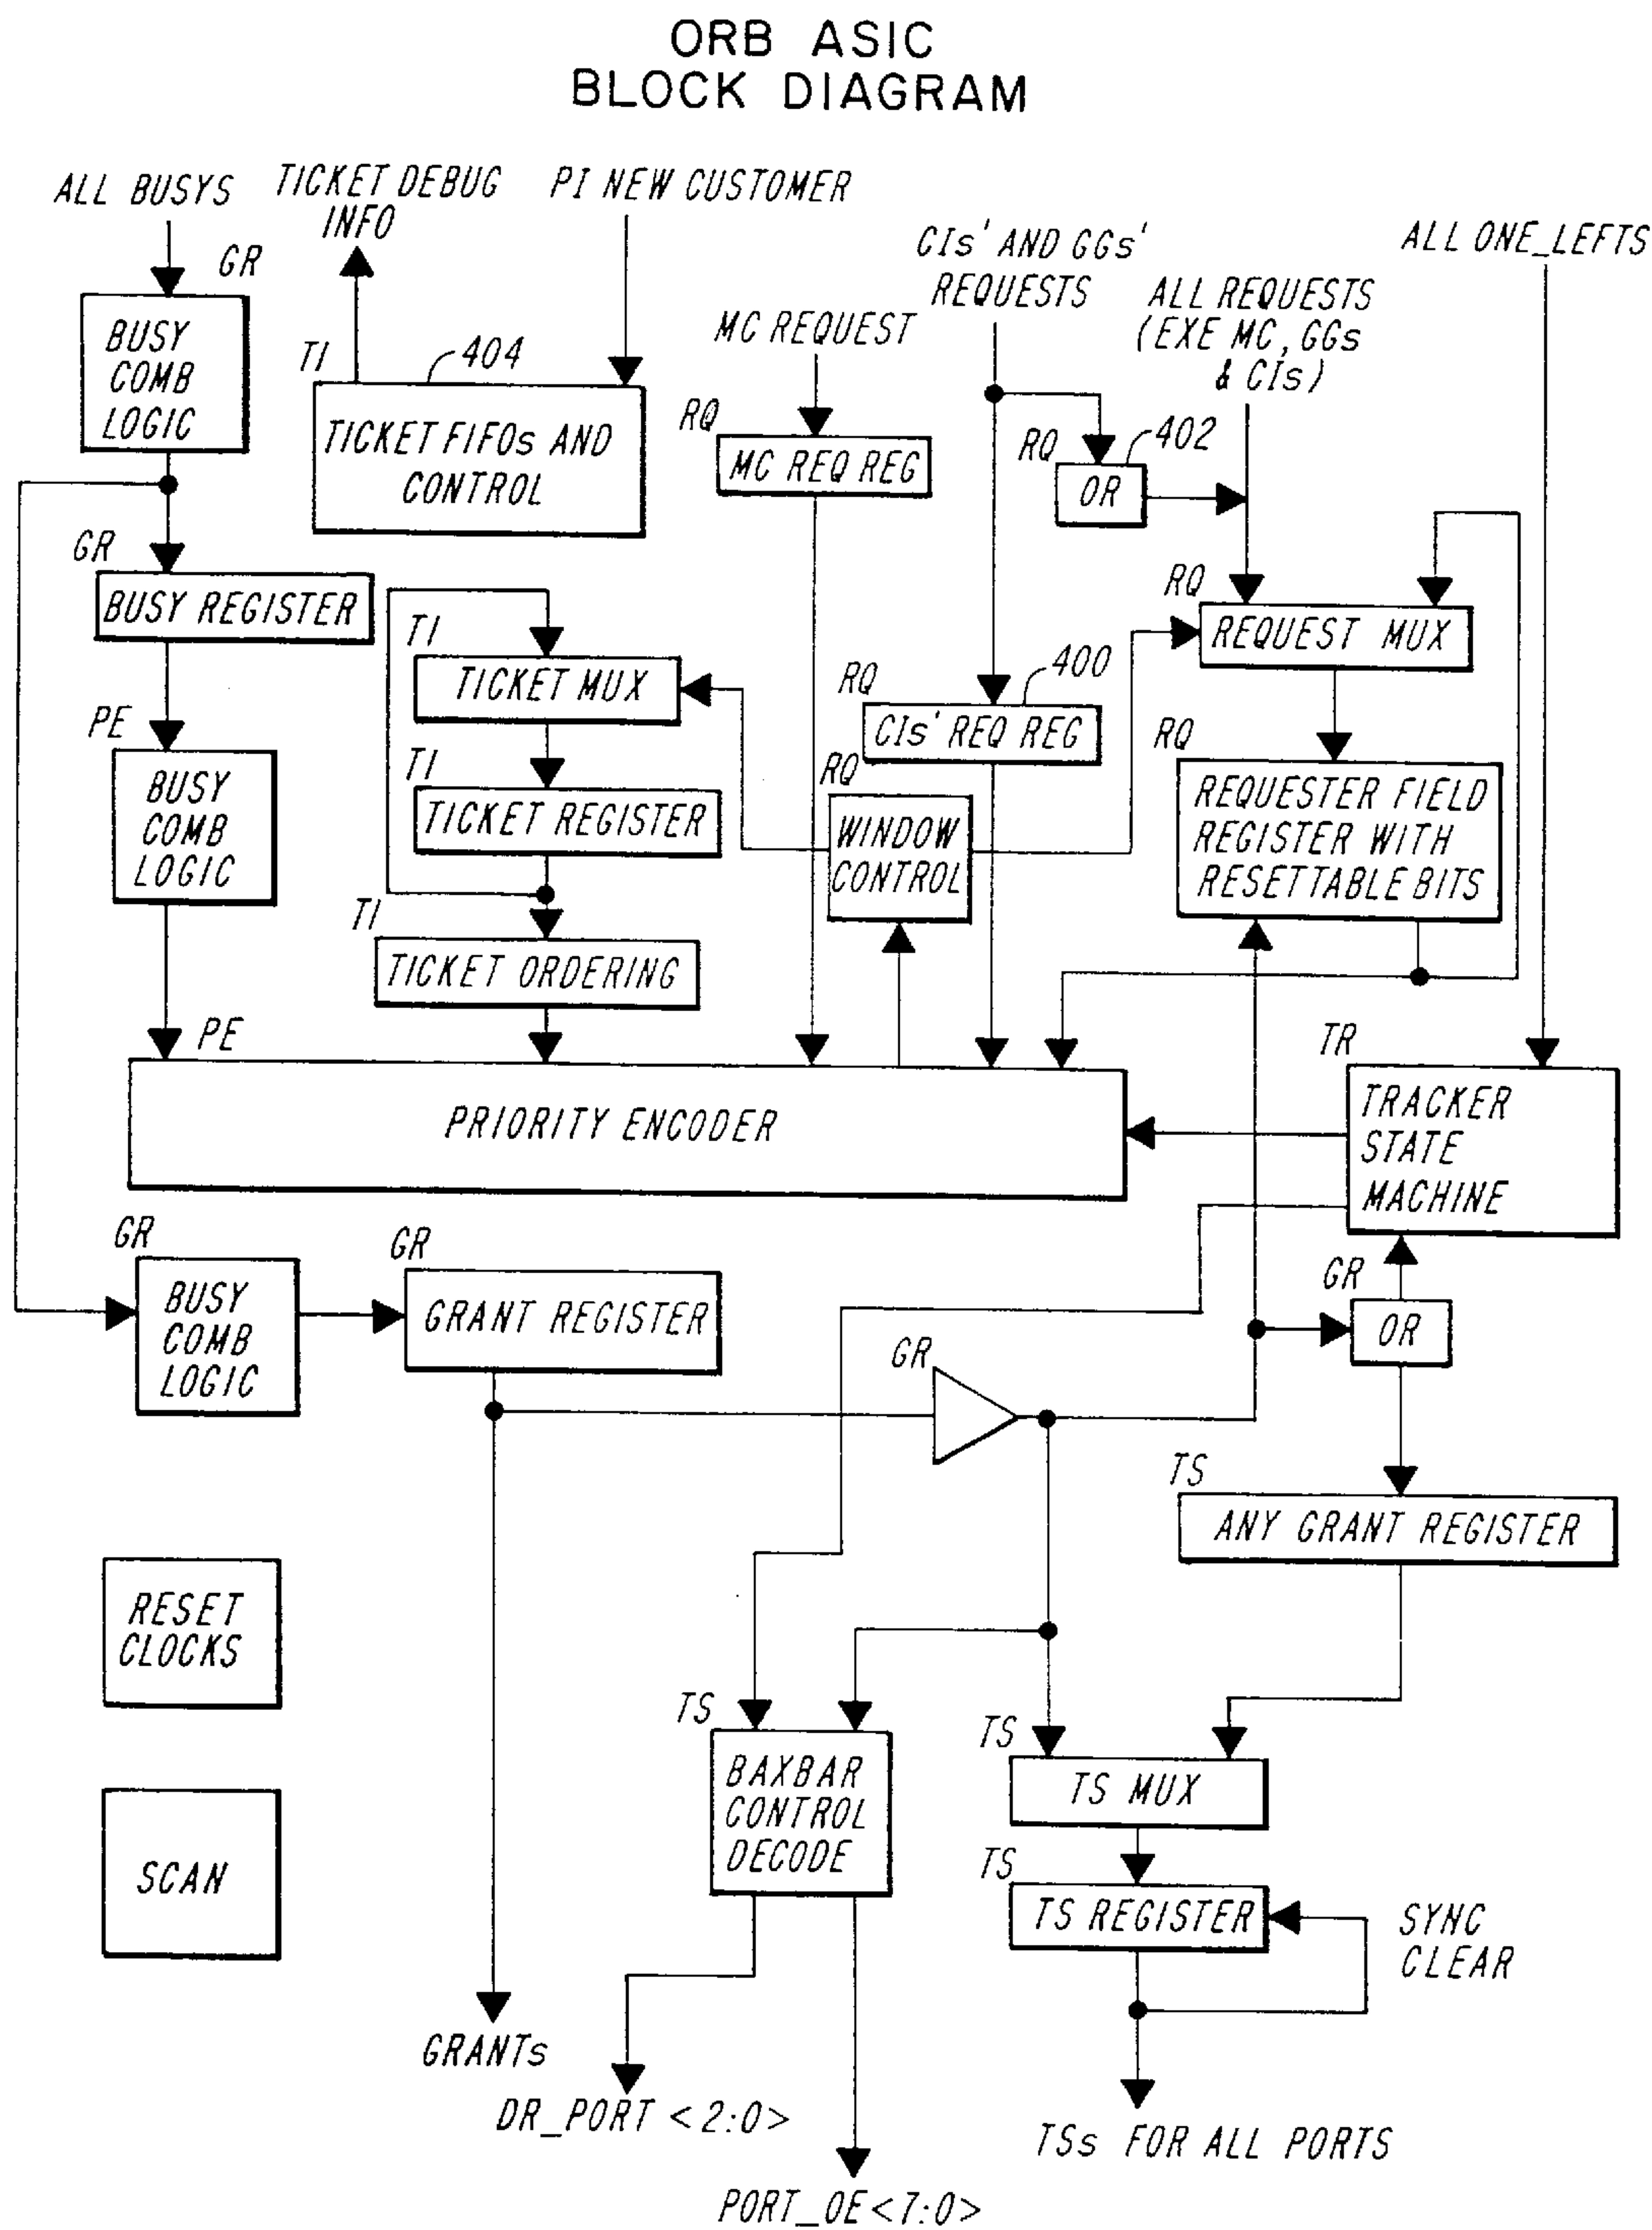 ORB ASIC
BLOCK DIAGRAM
ALL BUSYS
TICKET DEBUG
INFO
PI NEW CUSTOMER
CIs' AND GGs'
REQUESTS
ALL ONE_LEFTS
MC REQUEST
ALL REQUESTS
(EXE MC, GGs
& CIs)
GR
BUSY
COMB
LOGIC
TI
404
TICKET FIFOs AND
CONTROL
RQ
MC REQ REG
RQ
402
OR
GR
BUSY REGISTER
TI
TICKET MUX
RQ
REQUEST MUX
RQ
400
CIs' REQ REG
PE
BUSY
COMB
LOGIC
TI
TICKET REGISTER
RQ
WINDOW
CONTROL
RQ
REQUESTER FIELD
REGISTER WITH
RESETTABLE BITS
TI
TICKET ORDERING
PE
PRIORITY ENCODER
TR
TRACKER
STATE
MACHINE
GR
BUSY
COMB
LOGIC
GR
GRANT REGISTER
GR
GR
OR
TS
ANY GRANT REGISTER
RESET
CLOCKS
TS
BAXBAR
CONTROL
DECODE
TS
TS MUX
SCAN
TS
TS REGISTER
SYNC
CLEAR
GRANTs
DR_PORT <2:0>
TSs FOR ALL PORTS
PORT_OE<7:0>